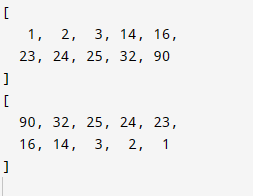 [
1, 2, 3, 14, 16,
23, 24, 25, 32, 90
]
[
90, 32, 25, 24, 23,
16, 14, 3, 2, 1
]